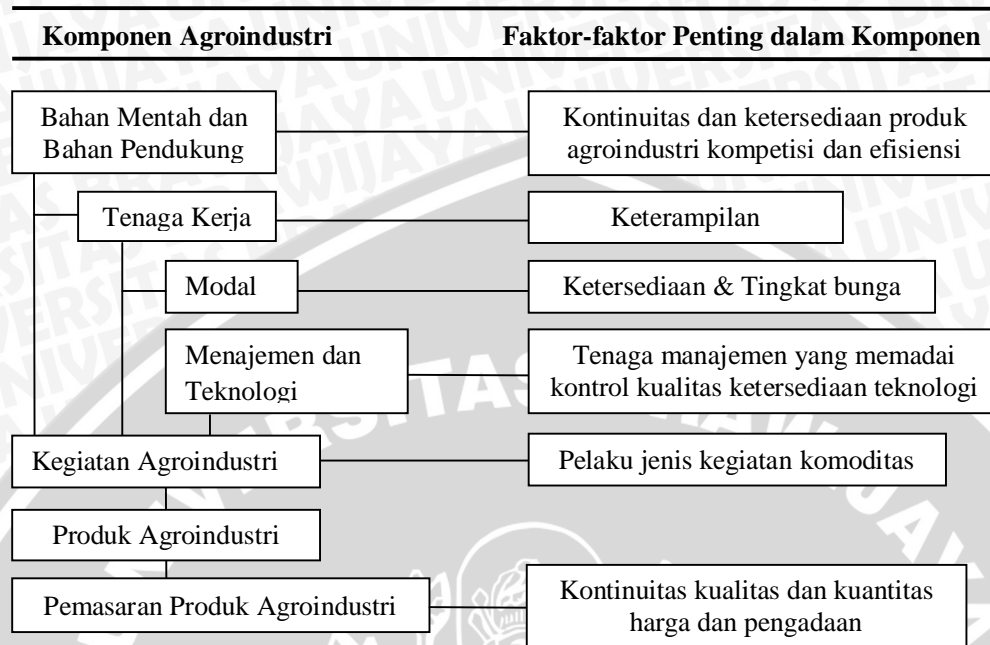 Komponen Agroindustri
Faktor-faktor Penting dalam Komponen
Bahan Mentah dan
Bahan Pendukung
Kontinuitas dan ketersediaan produk
agroindustri kompetisi dan efisiensi
Tenaga Kerja
Keterampilan
Modal
Ketersediaan & Tingkat bunga
Menajemen dan
Teknologi
Tenaga manajemen yang memadai
kontrol kualitas ketersediaan teknologi
Kegiatan Agroindustri
Pelaku jenis kegiatan komoditas
Produk Agroindustri
Pemasaran Produk Agroindustri
Kontinuitas kualitas dan kuantitas
harga dan pengadaan